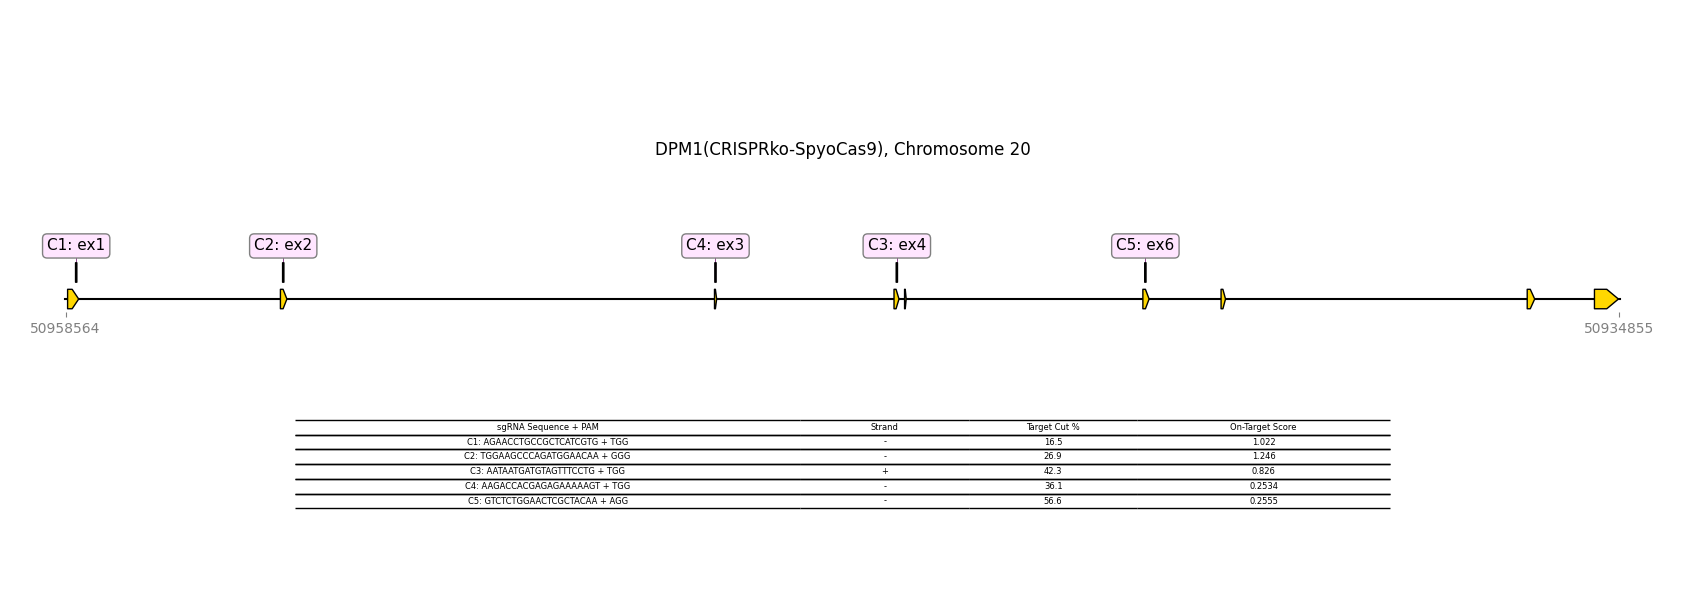 DPM1(CRISPRko-SpyoCas9), Chromosome 20
C1: ex1 C2: ex2 C4: ex3 C3: ex4 C5: ex6
50958564 50934855
sgRNA Sequence + PAM Strand Target Cut % On-Target Score
C1: AGAACCTGCCGCTCATCGTG + TGG - 16.5 1.022
C2: TGGAAGCCCAGATGGAACAA + GGG - 26.9 1.246
C3: AATAATGATGTAGTTTCCTG + TGG + 42.3 0.826
C4: AAGACCACGAGAGAAAAAGT + TGG - 36.1 0.2534
C5: GTCTCTGGAACTCGCTACAA + AGG - 56.6 0.2555